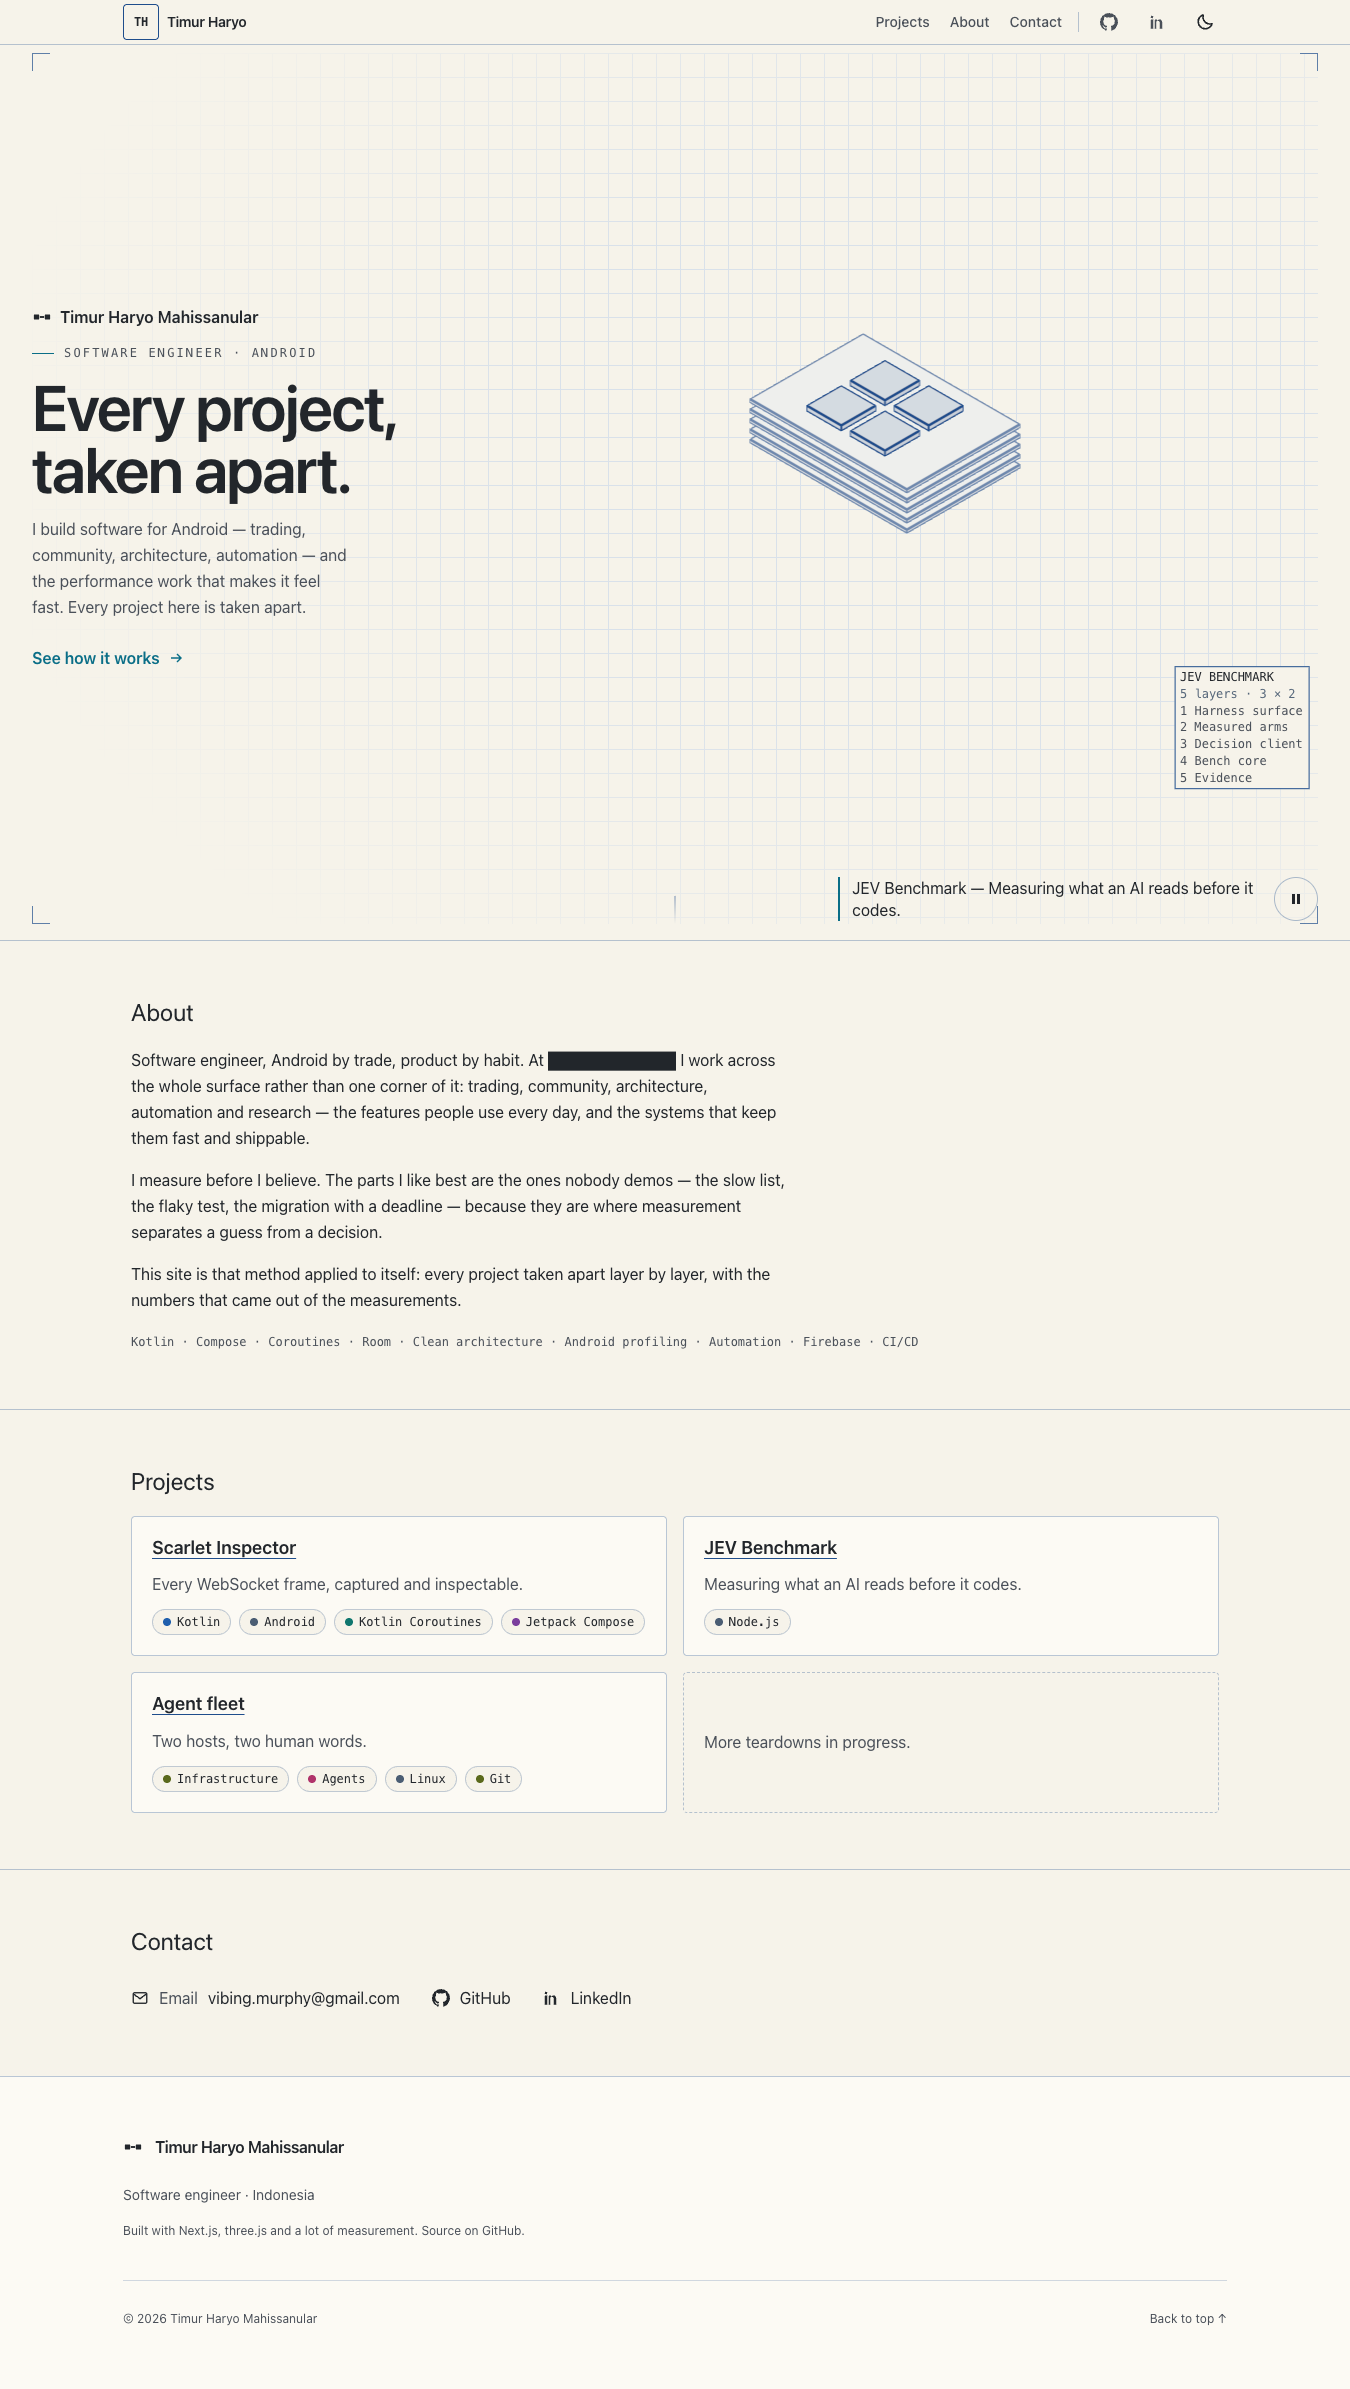 TH Timur Haryo
Projects About Contact in
Timur Haryo Mahissanular
SOFTWARE ENGINEER · ANDROID
Every project,
taken apart.
I build software for Android — trading,
community, architecture, automation — and
the performance work that makes it feel
fast. Every project here is taken apart.
See how it works →
JEV BENCHMARK
5 layers · 3 × 2
1 Harness surface
2 Measured arms
3 Decision client
4 Bench core
5 Evidence
JEV Benchmark — Measuring what an AI reads before it
codes.
About
Software engineer, Android by trade, product by habit. At I work across
the whole surface rather than one corner of it: trading, community, architecture,
automation and research — the features people use every day, and the systems that keep
them fast and shippable.
I measure before I believe. The parts I like best are the ones nobody demos — the slow list,
the flaky test, the migration with a deadline — because they are where measurement
separates a guess from a decision.
This site is that method applied to itself: every project taken apart layer by layer, with the
numbers that came out of the measurements.
Kotlin · Compose · Coroutines · Room · Clean architecture · Android profiling · Automation · Firebase · CI/CD
Projects
Scarlet Inspector
Every WebSocket frame, captured and inspectable.
Kotlin Android Kotlin Coroutines Jetpack Compose
JEV Benchmark
Measuring what an AI reads before it codes.
Node.js
Agent fleet
Two hosts, two human words.
Infrastructure Agents Linux Git
More teardowns in progress.
Contact
Email vibing.murphy@gmail.com GitHub in LinkedIn
Timur Haryo Mahissanular
Software engineer · Indonesia
Built with Next.js, three.js and a lot of measurement. Source on GitHub.
© 2026 Timur Haryo Mahissanular
Back to top ↑